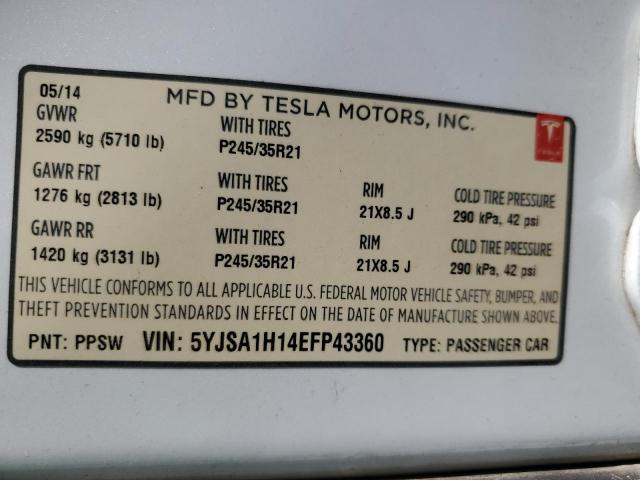 05/14
MFD BY TESLA MOTORS, INC.
GVWR
2590 kg (5710 lb)
WITH TIRES
P245/35R21
TESLA
GAWR FRT
1276 kg (2813 lb)
WITH TIRES
P245/35R21
RIM
21X8.5 J
COLD TIRE PRESSURE
290 kPa, 42 psi
GAWR RR
1420 kg (3131 lb)
WITH TIRES
P245/35R21
RIM
21X8.5 J
COLD TIRE PRESSURE
290 kPa, 42 psi
THIS VEHICLE CONFORMS TO ALL APPLICABLE U.S. FEDERAL MOTOR VEHICLE SAFETY, BUMPER, AND
THEFT PREVENTION STANDARDS IN EFFECT ON THE DATE OF MANUFACTURE SHOWN ABOVE.
PNT: PPSW VIN: 5YJSA1H14EFP43360 TYPE: PASSENGER CAR